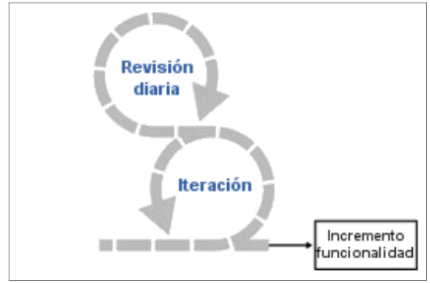 Revisión
diaria
Iteración
Incremento
funcionalidad